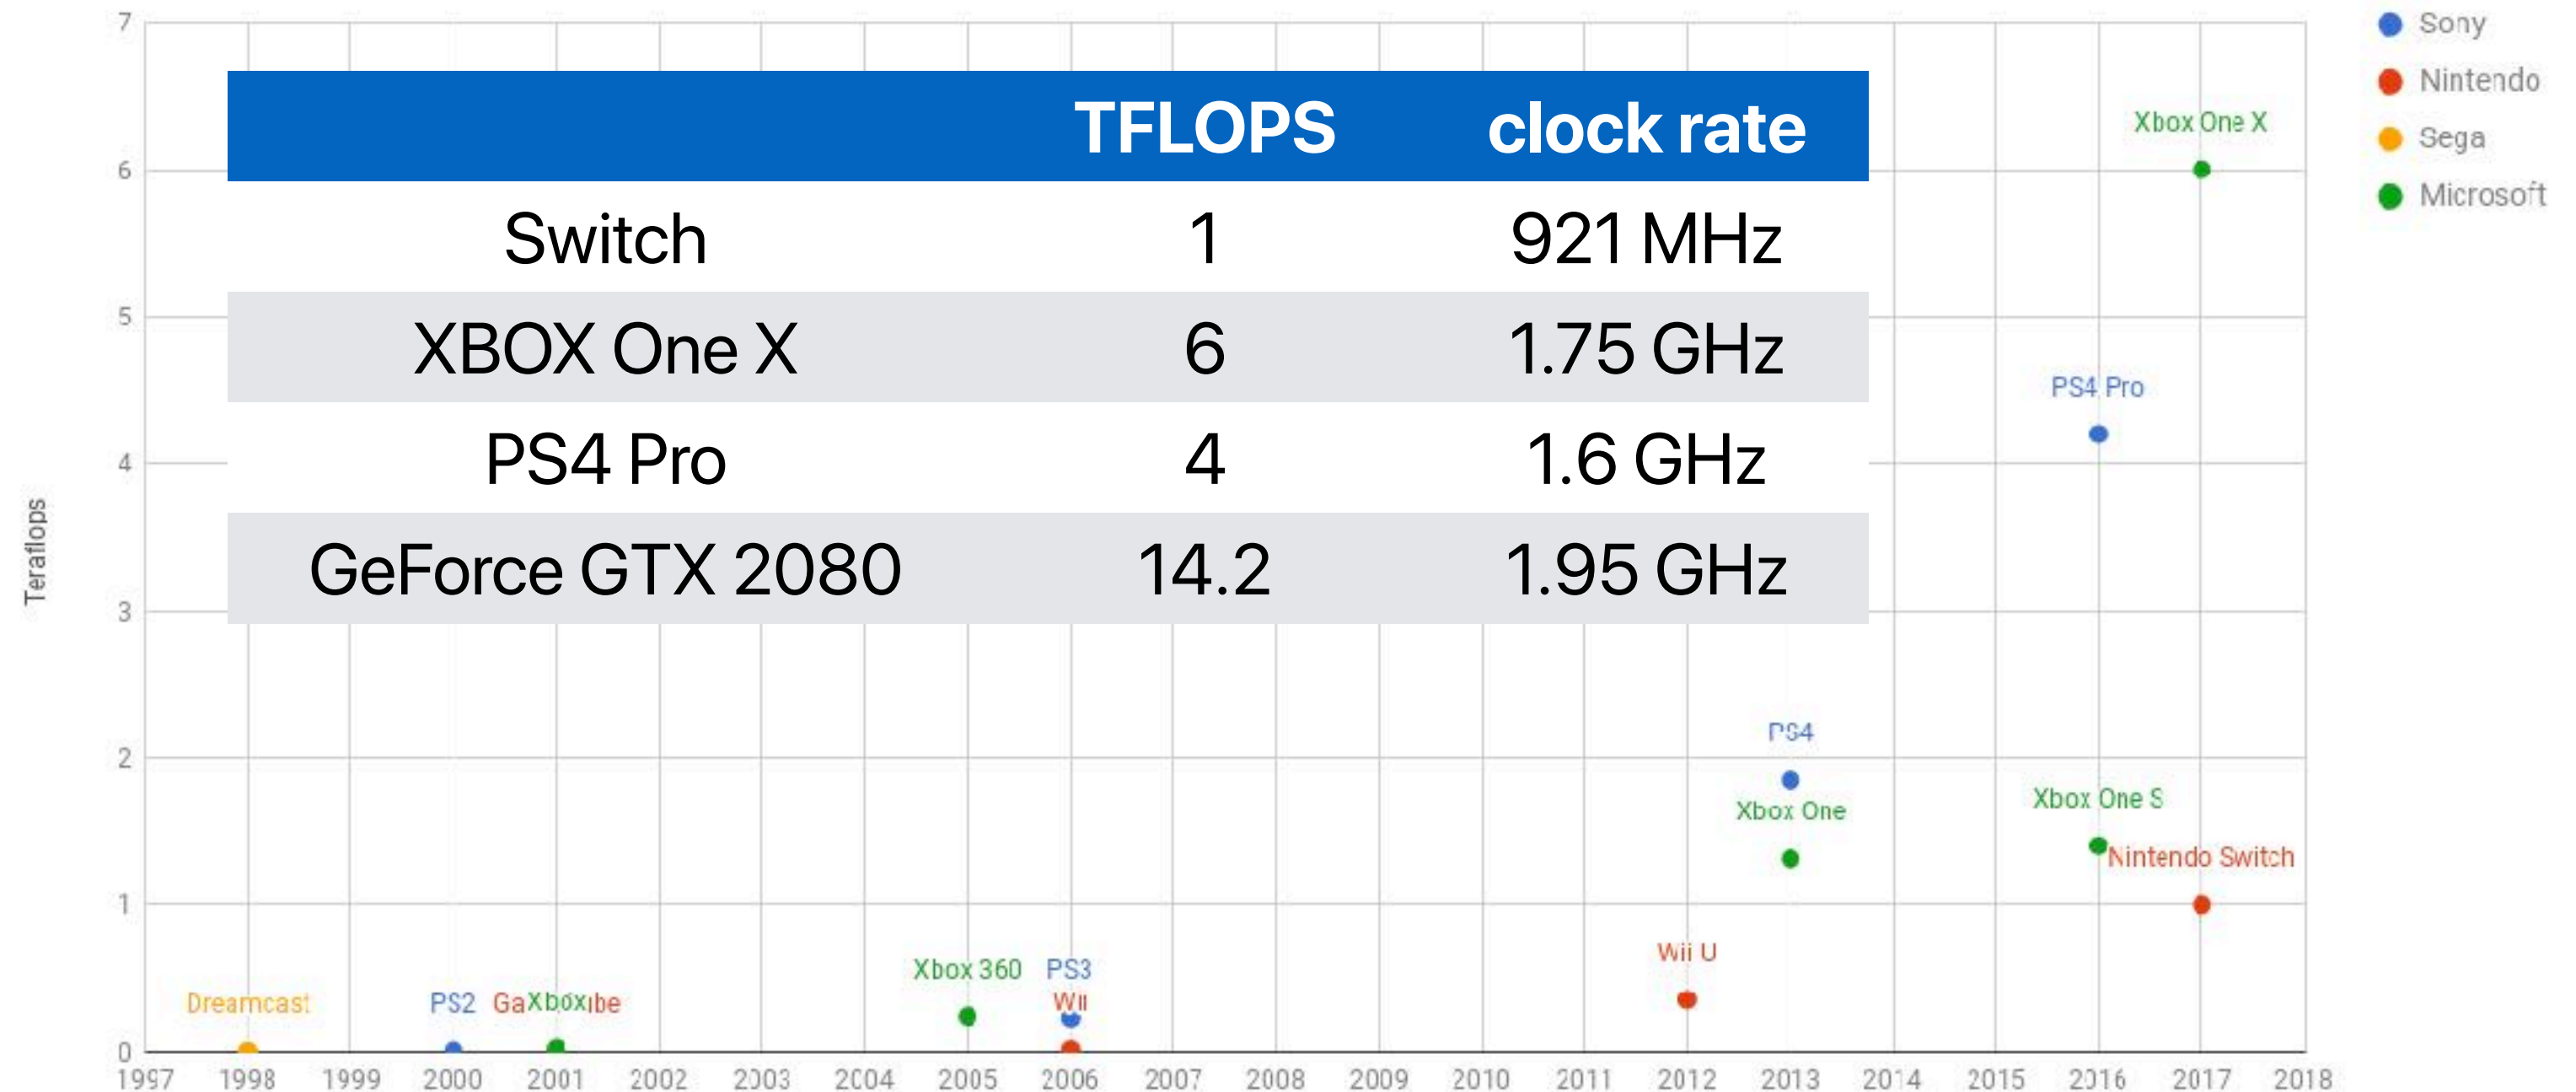 TFLOPS clock rate
Switch 1 921 MHz
XBOX One X 6 1.75 GHz
PS4 Pro 4 1.6 GHz
GeForce GTX 2080 14.2 1.95 GHz
Sony
Nintendo
Sega
Microsoft
Teraflops
7
6
5
4
3
2
1
0
Xbox One X
PS4 Pro
PS4
Xbox One
Xbox One S
Nintendo Switch
Wii U
Xbox 360
PS3
Wii
Dreamcast
PS2
Xbox
1997 1998 1999 2000 2001 2002 2003 2004 2005 2006 2007 2008 2009 2010 2011 2012 2013 2014 2015 2016 2017 2018